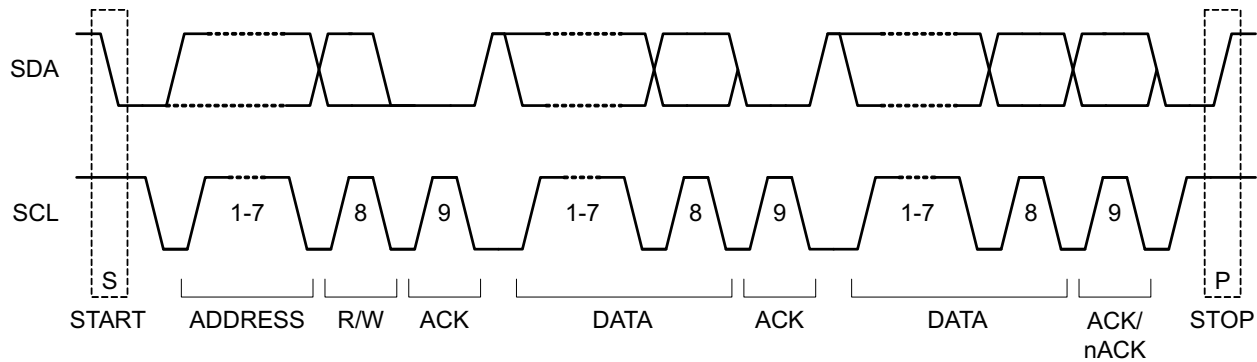 SDA
SCL
1-7 8 9 1-7 8 9 1-7 8 9
S P
START ADDRESS R/W ACK DATA ACK DATA ACK/ STOP
nACK